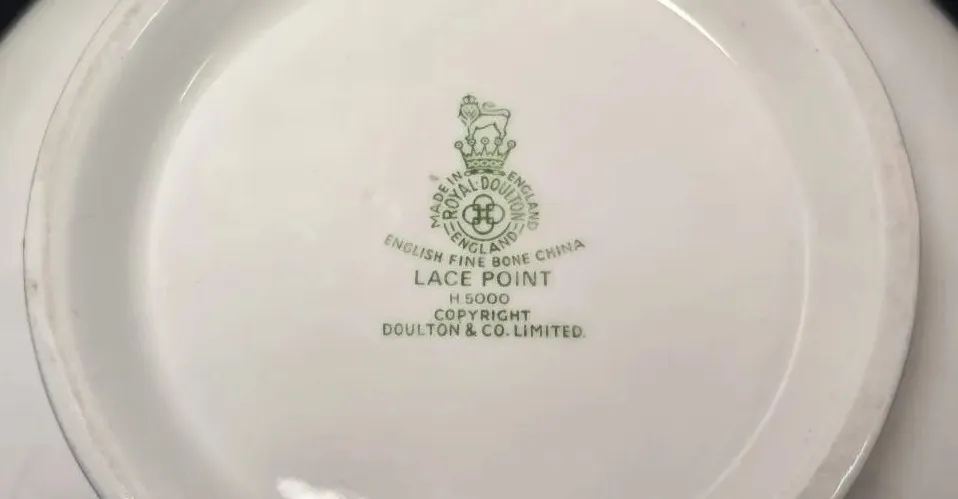 MADE IN ENGLAND
ROYAL·DOULTON
ENGLAND
ENGLISH FINE BONE CHINA
LACE POINT
H 5000
COPYRIGHT
DOULTON & CO. LIMITED.